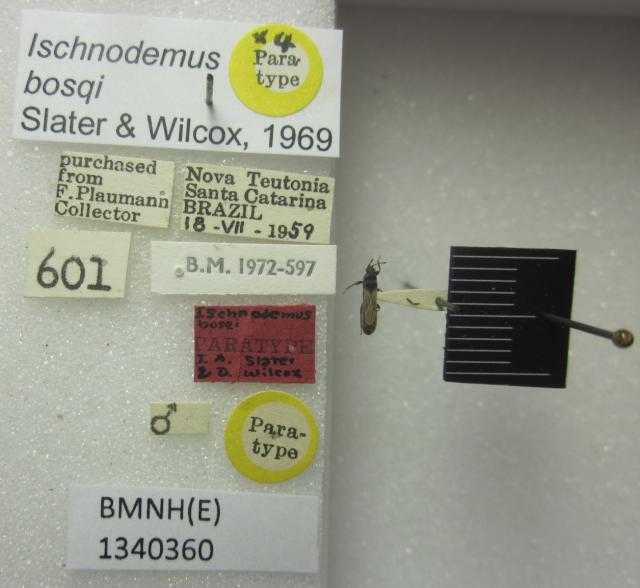 Ischnodemus
bosqi
Slater & Wilcox, 1969
x4
Para-
type
purchased
from
F. Plaumann
Collector
Nova Teutonia
Santa Catarina
BRAZIL
18 -VII - 1959
601
B.M. 1972-597
Ischnodemus
bosqi
PARATYPE
J. A. Slater
& D. Wilcox
♂
Para-
type
BMNH(E)
1340360